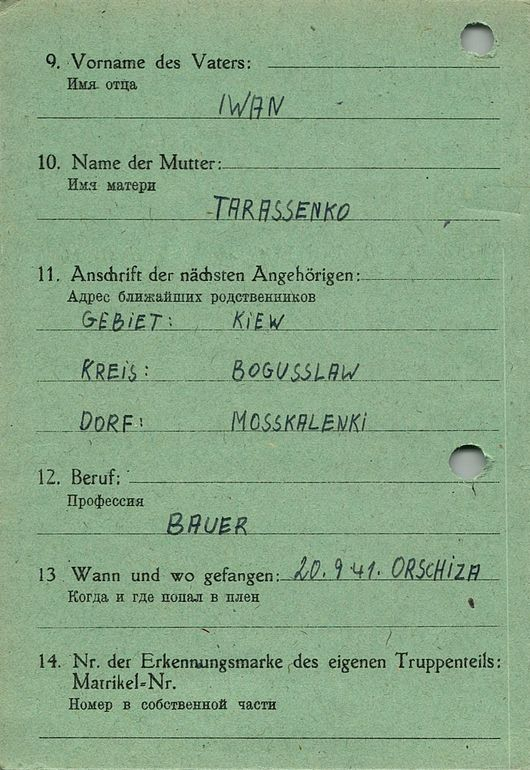 9. Vorname des Vaters:
Имя отца
IWAN
10. Name der Mutter:
Имя матери
TARASSENKO
11. Anschrift der nächsten Angehörigen:
Адрес ближайших родственников
GEBIET: KIEW
KREIS: BOGUSSLAW
DORF: MOSSKALENKI
12. Beruf:
Профессия
BAUER
13 Wann und wo gefangen: 20.9.41. ORSCHIZA
Когда и где попал в плен
14. Nr. der Erkennungsmarke des eigenen Truppenteils:
Matrikel-Nr.
Номер в собственной части